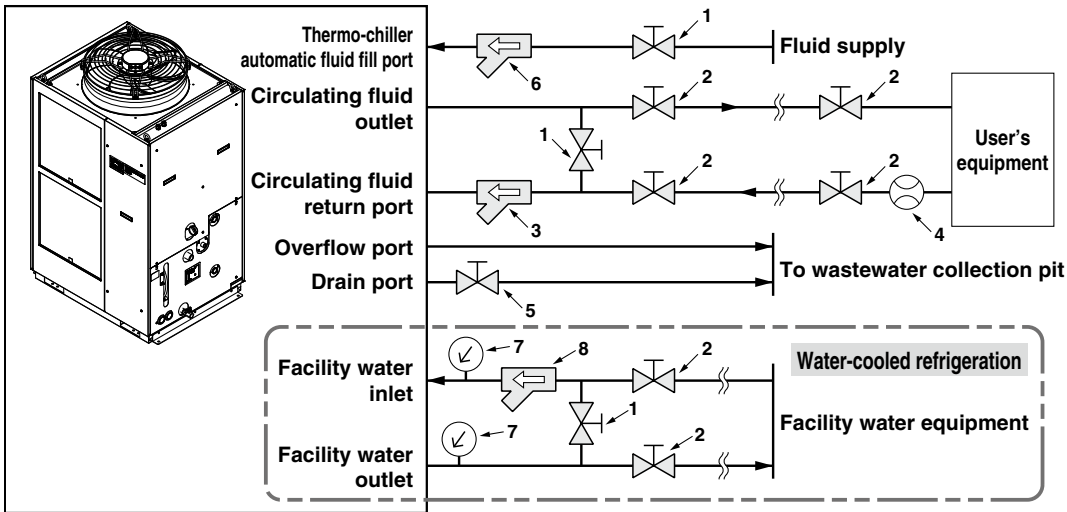 Thermo-chiller
automatic fluid fill port
6
1
Fluid supply
Circulating fluid
outlet
1
2
2
User's
equipment
Circulating fluid
return port
3
2
2
4
Overflow port
Drain port
5
To wastewater collection pit
Water-cooled refrigeration
Facility water
inlet
7
8
2
1
Facility water equipment
Facility water
outlet
7
2